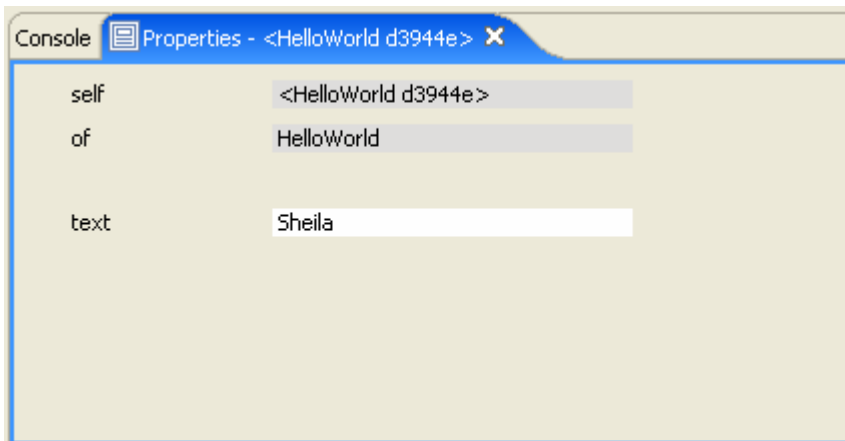 Console Properties - <HelloWorld d3944e>
self <HelloWorld d3944e>
of HelloWorld
text Sheila